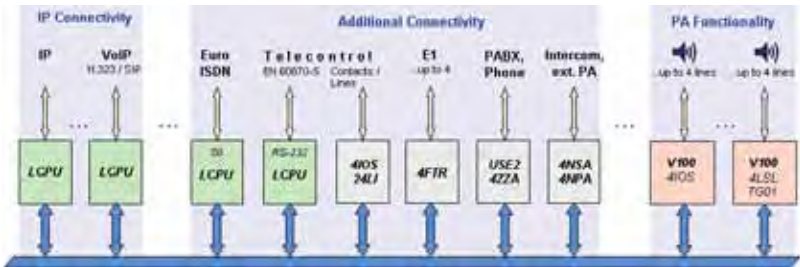 IP Connectivity
Additional Connectivity
PA Functionality
IP
VoIP
H.323 / SIP
Euro
ISDN
Telecontrol
EN 60870-5
Contacts /
Lines
E1
...up to 4
PABX,
Phone
Intercom,
ext. PA
...up to 4 lines
...up to 4 lines
...
...
...
...
LCPU
LCPU
S0
LCPU
RS-232
LCPU
4IOS
24LI
4FTR
USE2
4ZZA
4NSA
4NPA
V100
4IOS
V100
4LSL
TG01